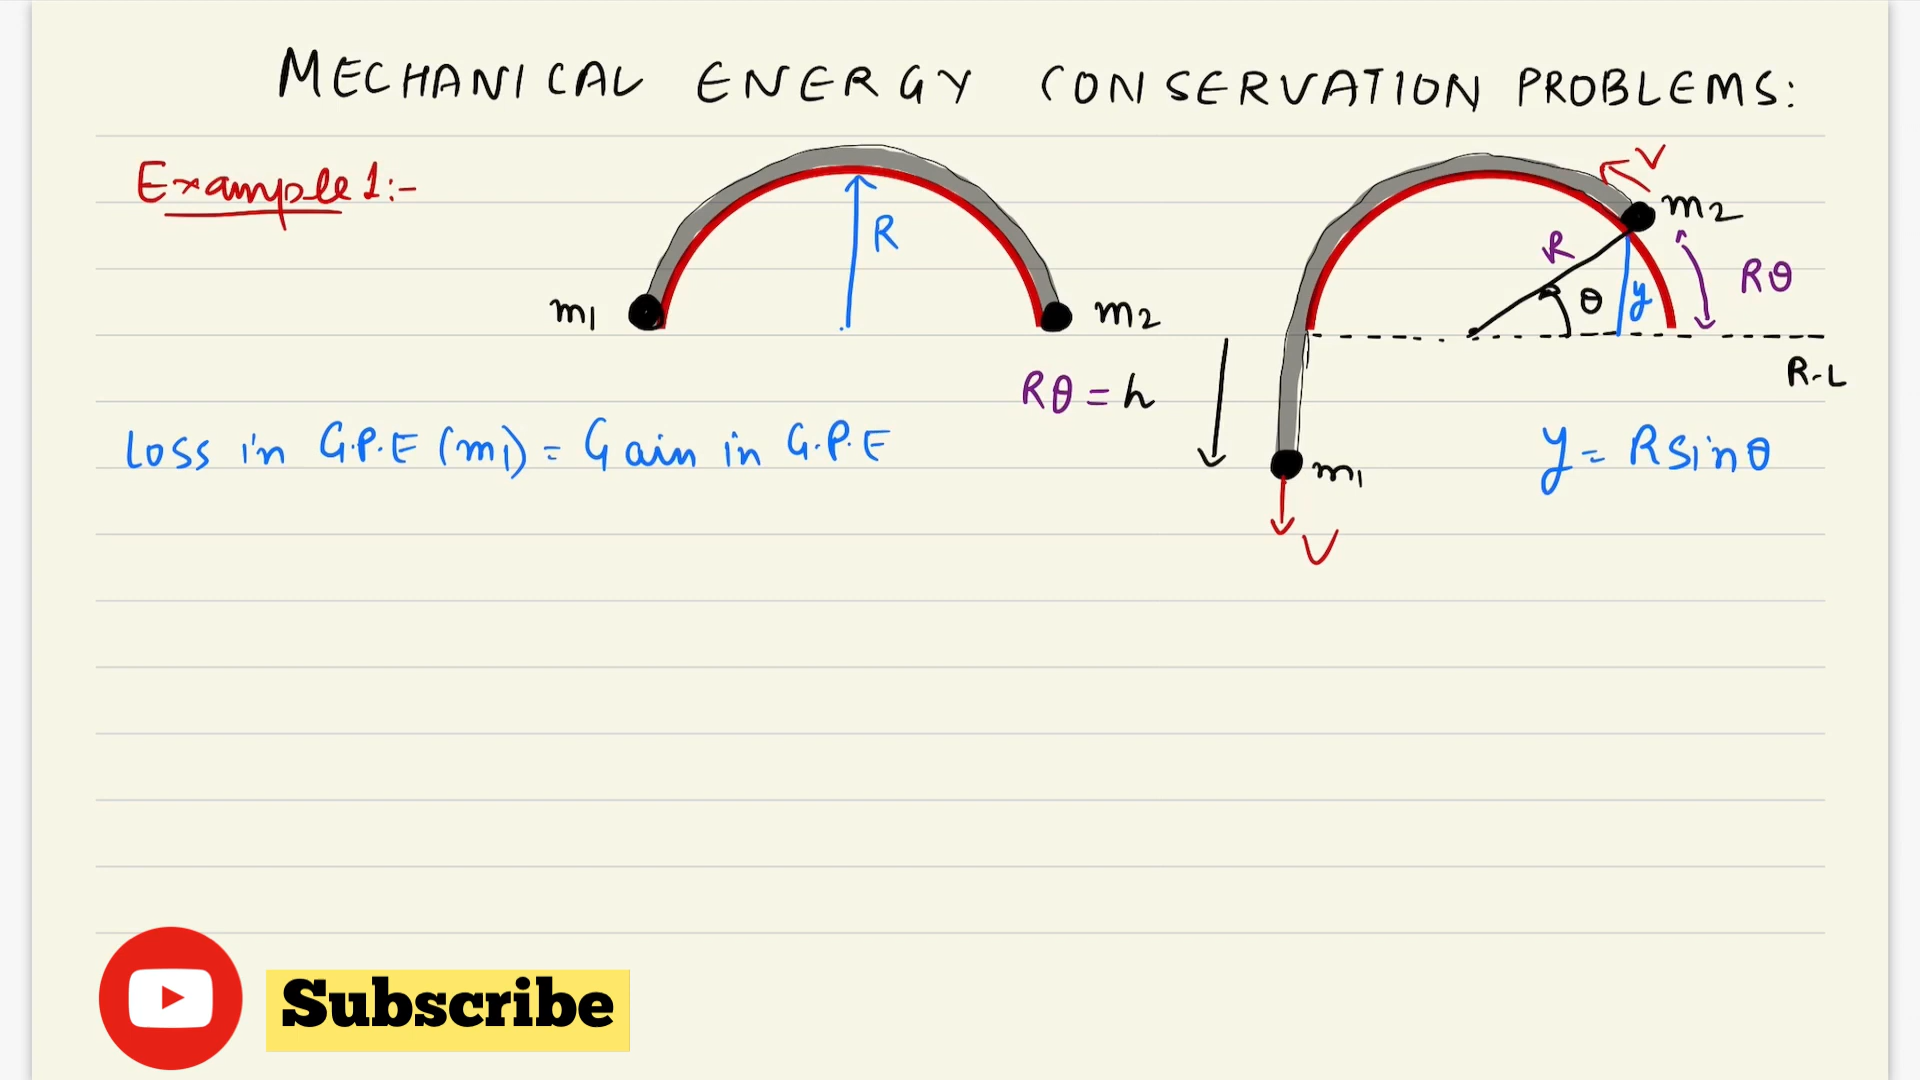 MECHANICAL ENERGY CONSERVATION PROBLEMS:
Example 1:-
R
m1
m2
V
m2
R
θ
y
Rθ
R-L
Rθ = h
Loss in G.P.E (m1) = Gain in G.P.E
m1
y = R sinθ
V
Subscribe